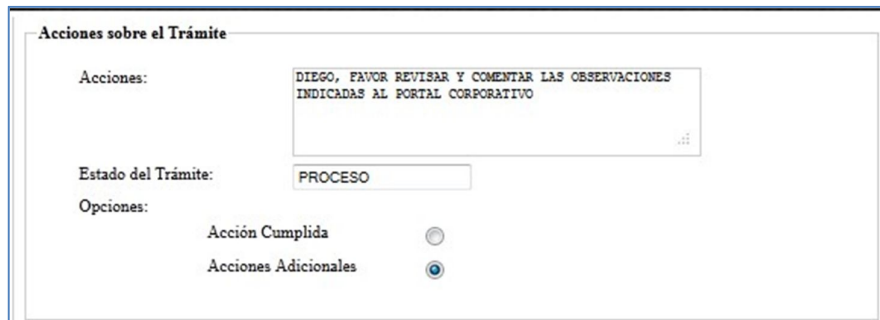 Acciones sobre el Trámite
Acciones:
DIEGO, FAVOR REVISAR Y COMENTAR LAS OBSERVACIONES
INDICADAS AL PORTAL CORPORATIVO
Estado del Trámite:
PROCESO
Opciones:
Acción Cumplida
Acciones Adicionales